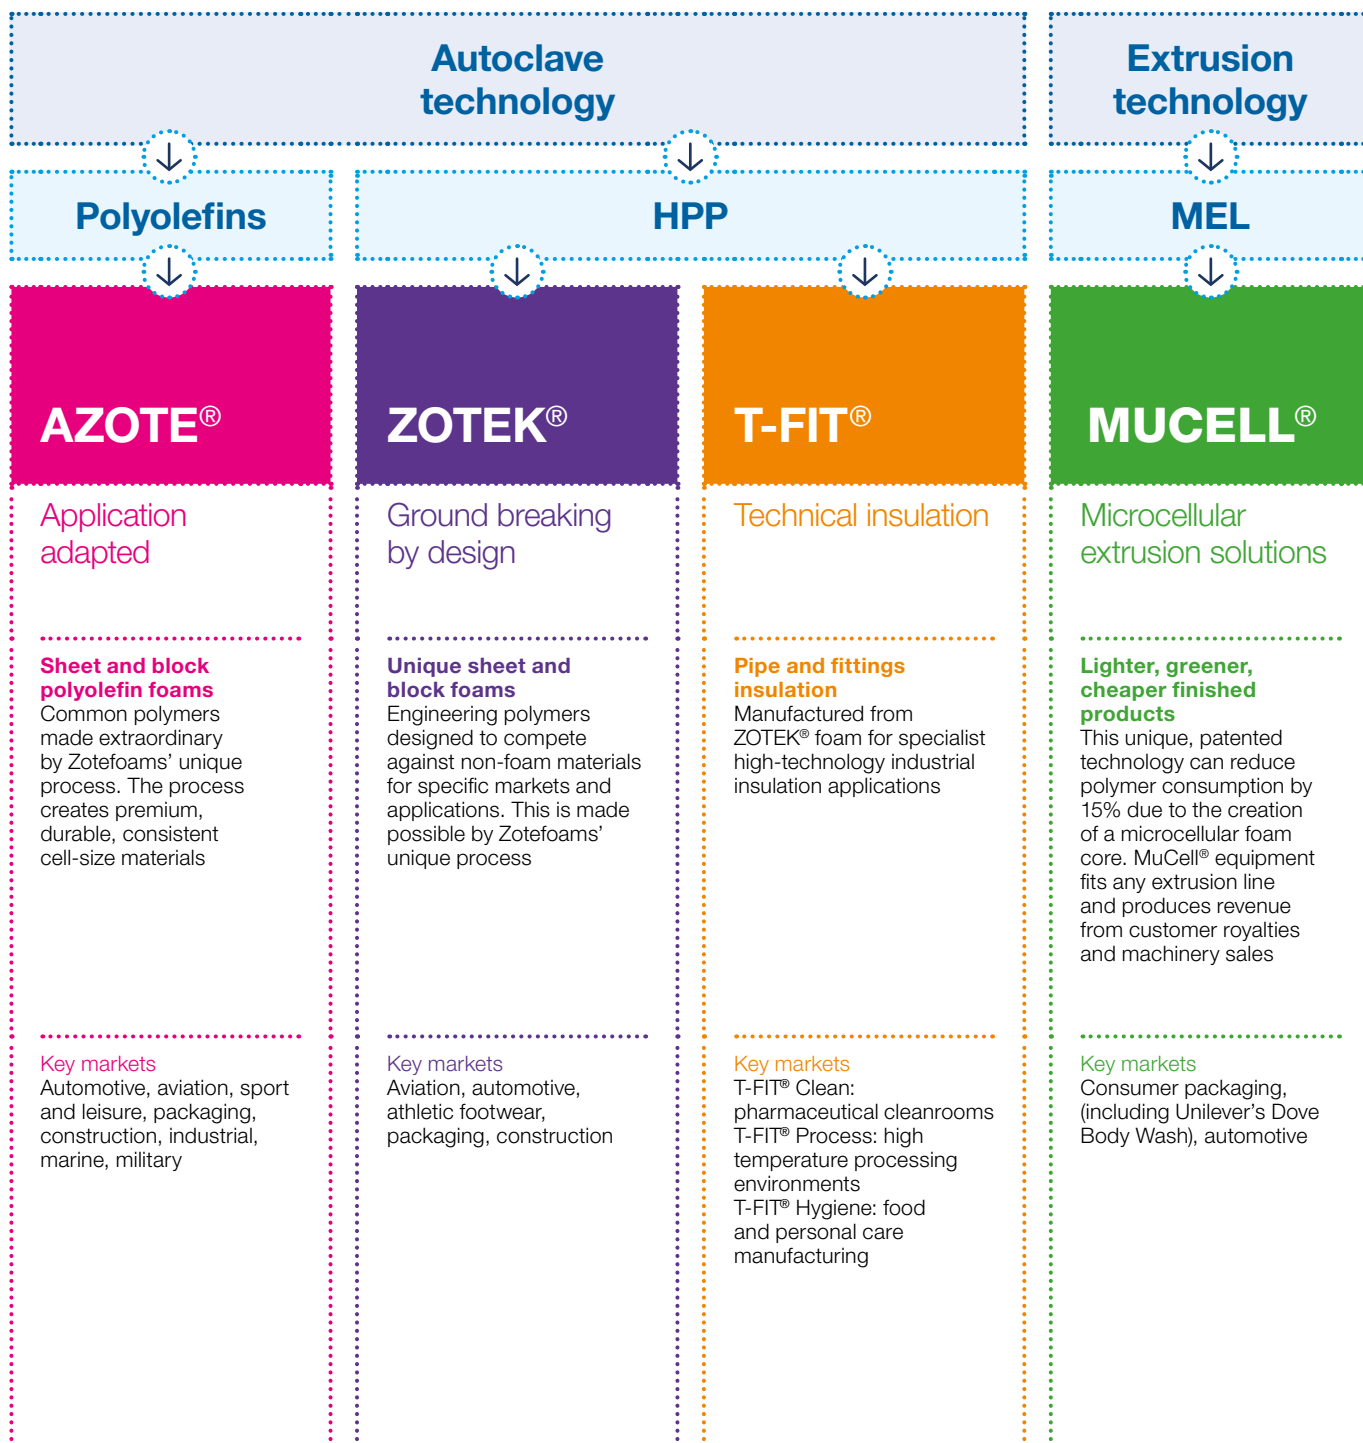 Autoclave
technology
Extrusion
technology
Polyolefins
HPP
MEL
AZOTE®
Application
adapted
Sheet and block
polyolefin foams
Common polymers
made extraordinary
by Zotefoams’ unique
process. The process
creates premium,
durable, consistent
cell-size materials
Key markets
Automotive, aviation, sport
and leisure, packaging,
construction, industrial,
marine, military
ZOTEK®
Ground breaking
by design
Unique sheet and
block foams
Engineering polymers
designed to compete
against non-foam materials
for specific markets and
applications. This is made
possible by Zotefoams’
unique process
Key markets
Aviation, automotive,
athletic footwear,
packaging, construction
T-FIT®
Technical insulation
Pipe and fittings
insulation
Manufactured from
ZOTEK® foam for specialist
high-technology industrial
insulation applications
Key markets
T-FIT® Clean:
pharmaceutical cleanrooms
T-FIT® Process: high
temperature processing
environments
T-FIT® Hygiene: food
and personal care
manufacturing
MUCELL®
Microcellular
extrusion solutions
Lighter, greener,
cheaper finished
products
This unique, patented
technology can reduce
polymer consumption by
15% due to the creation
of a microcellular foam
core. MuCell® equipment
fits any extrusion line
and produces revenue
from customer royalties
and machinery sales
Key markets
Consumer packaging,
(including Unilever’s Dove
Body Wash), automotive